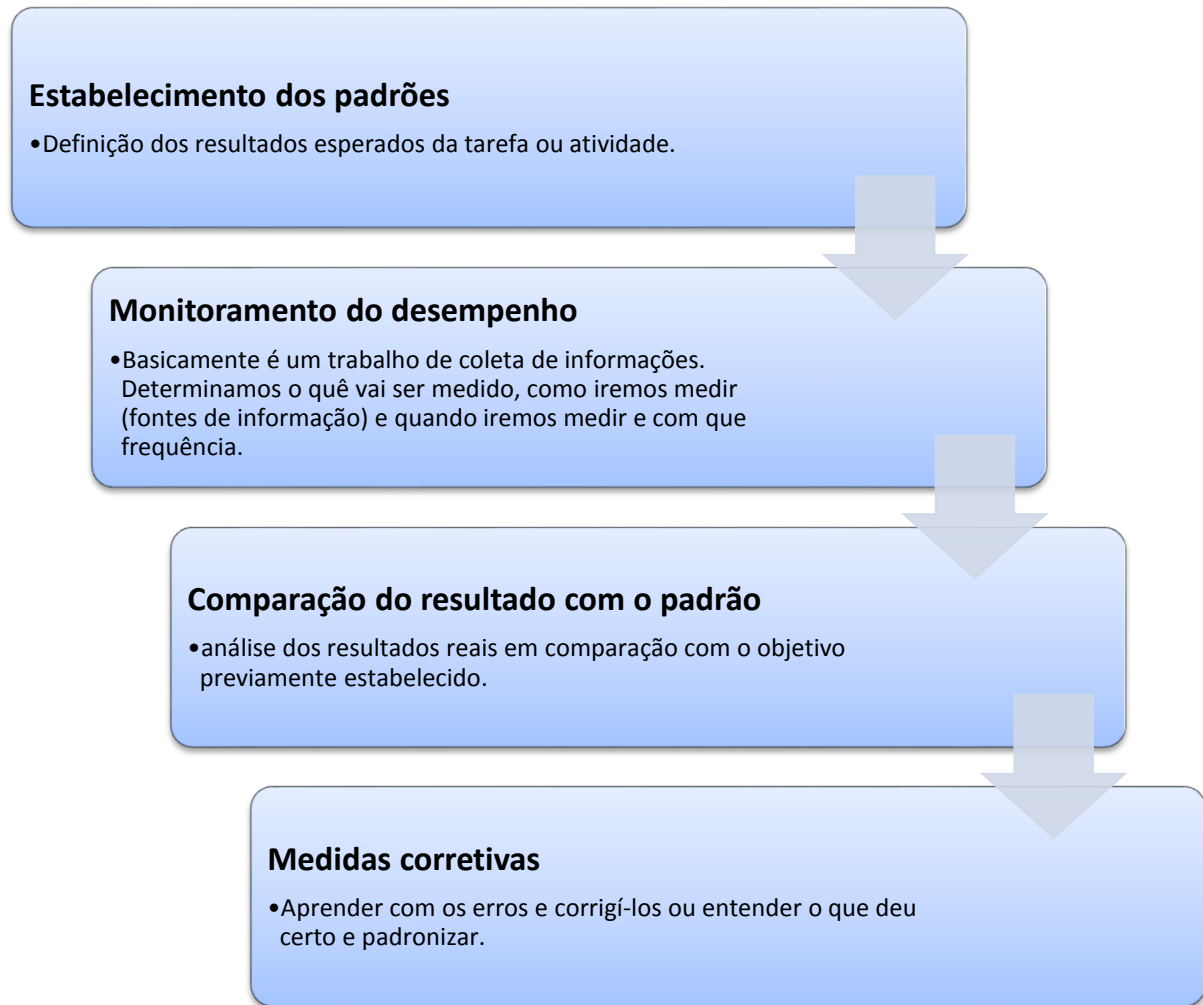 Estabelecimento dos padrões
•Definição dos resultados esperados da tarefa ou atividade.
Monitoramento do desempenho
•Basicamente é um trabalho de coleta de informações.
Determinamos o quê vai ser medido, como iremos medir
(fontes de informação) e quando iremos medir e com que
frequência.
Comparação do resultado com o padrão
•análise dos resultados reais em comparação com o objetivo
previamente estabelecido.
Medidas corretivas
•Aprender com os erros e corrigí-los ou entender o que deu
certo e padronizar.